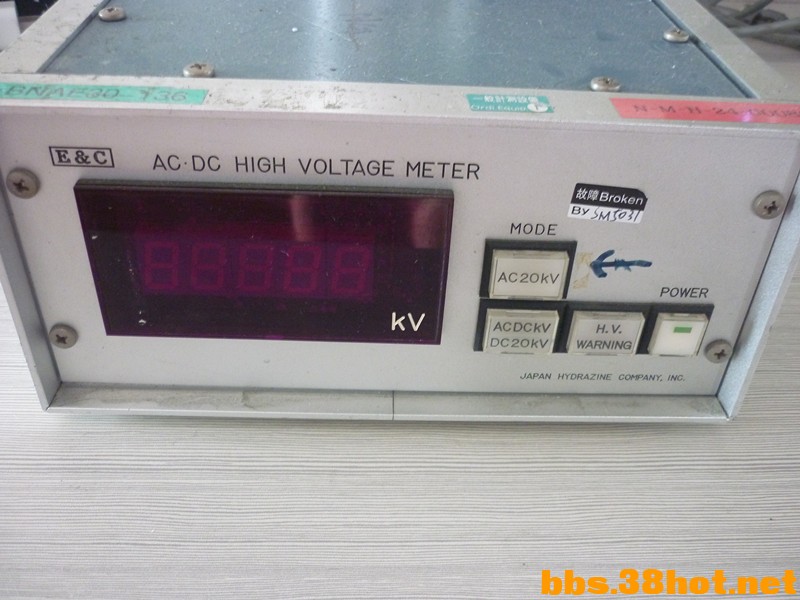 E&C
AC·DC HIGH VOLTAGE METER
故障Broken
By SM5031
MODE
AC20kV
POWER
ACDCkV
DC20kV
H.V.
WARNING
kV
JAPAN HYDRAZINE COMPANY, INC.
bbs.38hot.net